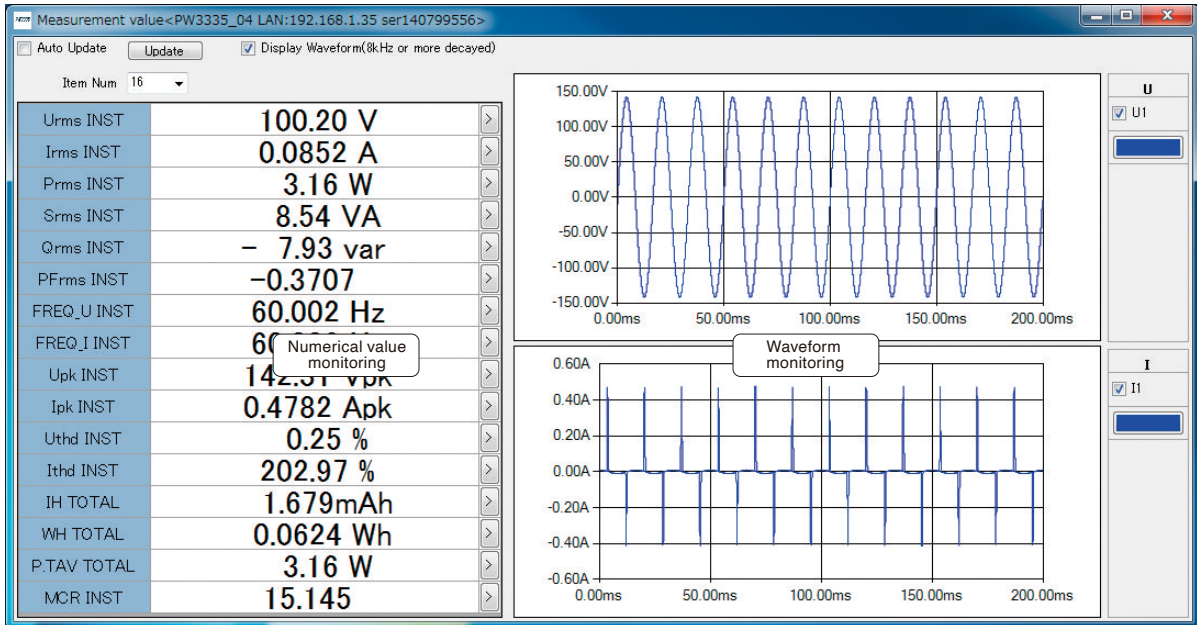 Measurement value<PW3335_04 LAN:192.168.1.35 ser140799556>
Auto Update
Update
Display Waveform(8kHz or more decayed)
Item Num 16
Urms INST 100.20 V >
Irms INST 0.0852 A >
Prms INST 3.16 W >
Srms INST 8.54 VA >
Qrms INST - 7.93 var >
PFrms INST -0.3707 >
FREQ_U INST 60.002 Hz >
FREQ_I INST >
Upk INST >
Ipk INST 0.4782 Apk >
Uthd INST 0.25 % >
Ithd INST 202.97 % >
IH TOTAL 1.679mAh >
WH TOTAL 0.0624 Wh >
P.TAV TOTAL 3.16 W >
MCR INST 15.145 >
Numerical value
monitoring
150.00V
100.00V
50.00V
0.00V
-50.00V
-100.00V
-150.00V
0.00ms 50.00ms 100.00ms 150.00ms 200.00ms
U
U1
Waveform
monitoring
0.60A
0.40A
0.20A
0.00A
-0.20A
-0.40A
-0.60A
0.00ms 50.00ms 100.00ms 150.00ms 200.00ms
I
I1